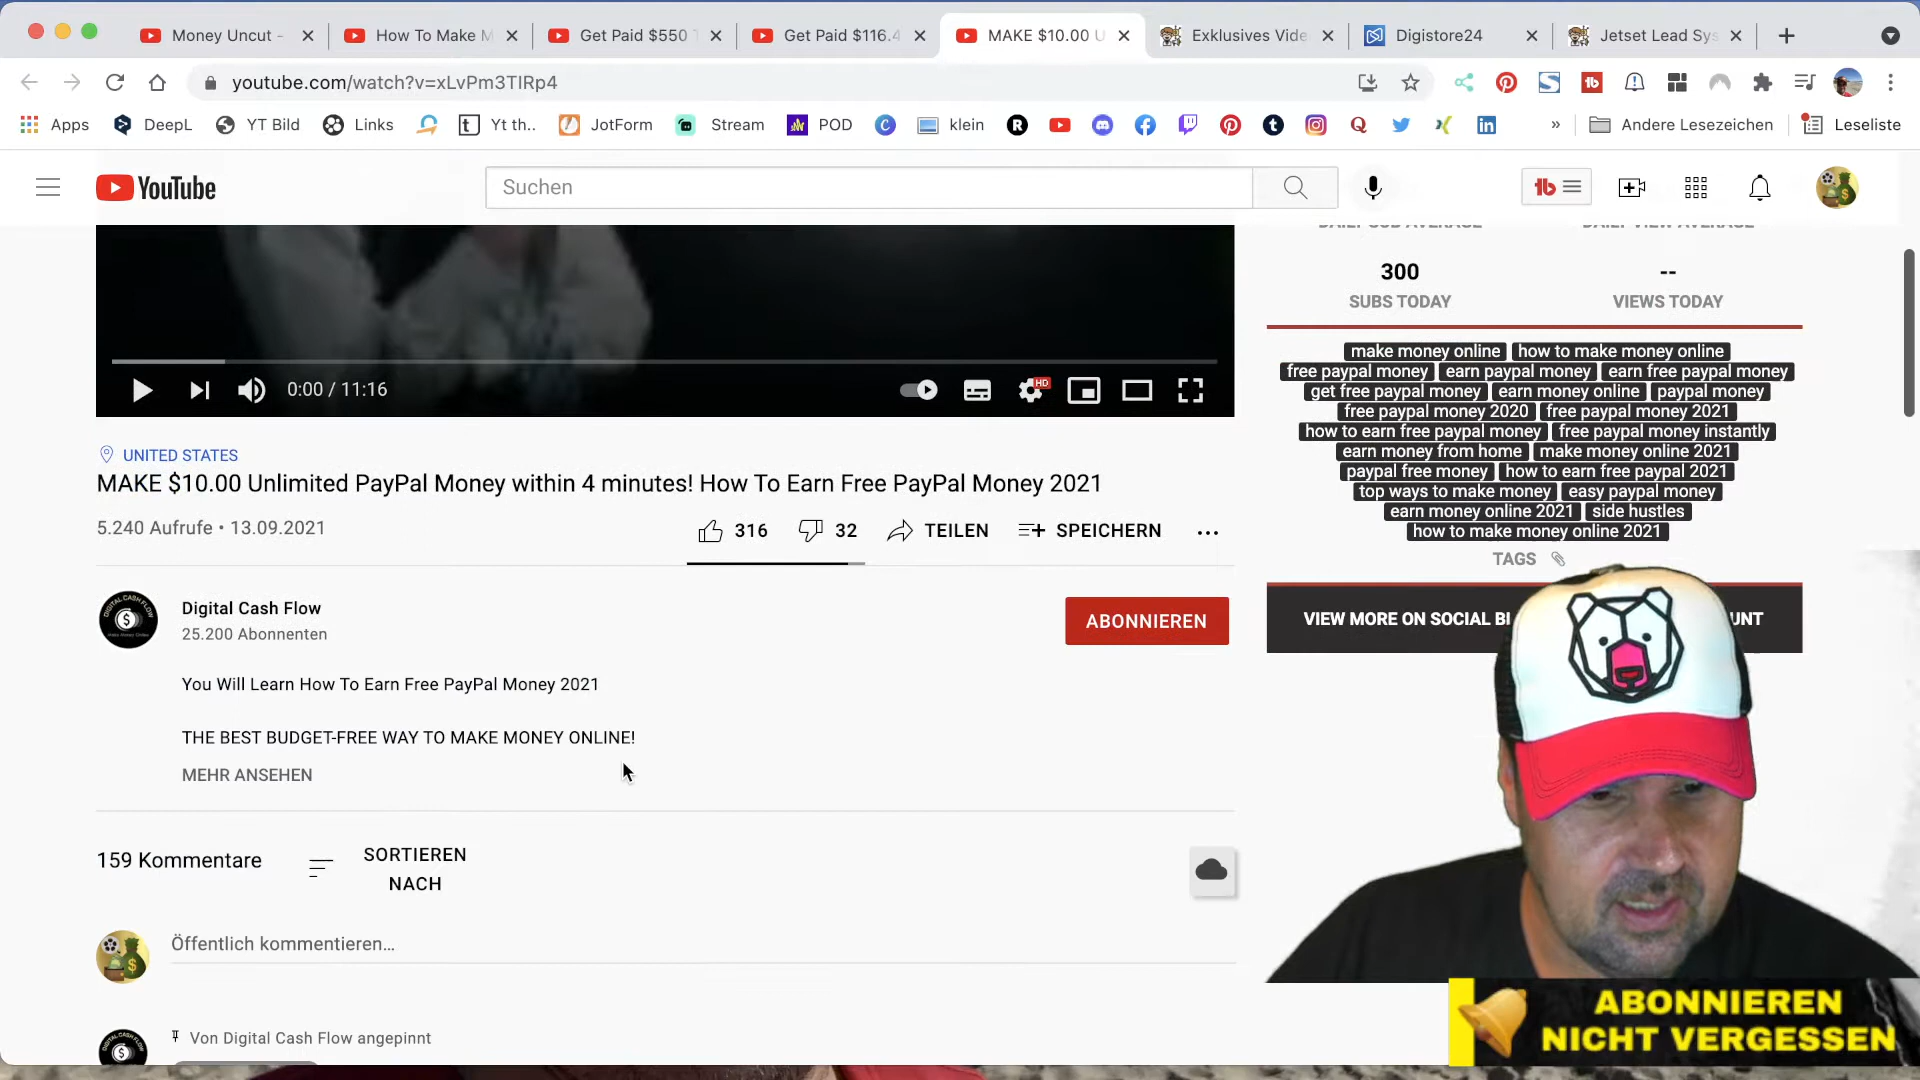 Money Uncut -
How To Make M
Get Paid $550
Get Paid $116.4
MAKE $10.00 U
Exklusives Vide
Digistore24
Jetset Lead Sys
youtube.com/watch?v=xLvPm3TIRp4
Apps
DeepL
YT Bild
Links
Yt th..
JotForm
Stream
POD
klein
»
Andere Lesezeichen
Leseliste
YouTube
Suchen
DAILY SUB AVERAGE
DAILY VIEW AVERAGE
300
--
SUBS TODAY
VIEWS TODAY
make money online how to make money online
free paypal money earn paypal money earn free paypal money
get free paypal money earn money online paypal money
free paypal money 2020 free paypal money 2021
how to earn free paypal money free paypal money instantly
earn money from home make money online 2021
paypal free money how to earn free paypal 2021
top ways to make money easy paypal money
earn money online 2021 side hustles
how to make money online 2021
TAGS
VIEW MORE ON SOCIAL BL
UNT
0:00 / 11:16
HD
UNITED STATES
MAKE $10.00 Unlimited PayPal Money within 4 minutes! How To Earn Free PayPal Money 2021
5.240 Aufrufe • 13.09.2021
316
32
TEILEN
SPEICHERN
Digital Cash Flow
25.200 Abonnenten
ABONNIEREN
You Will Learn How To Earn Free PayPal Money 2021
THE BEST BUDGET-FREE WAY TO MAKE MONEY ONLINE!
MEHR ANSEHEN
159 Kommentare
SORTIEREN
NACH
Öffentlich kommentieren...
Von Digital Cash Flow angepinnt
ABONNIEREN
NICHT VERGESSEN